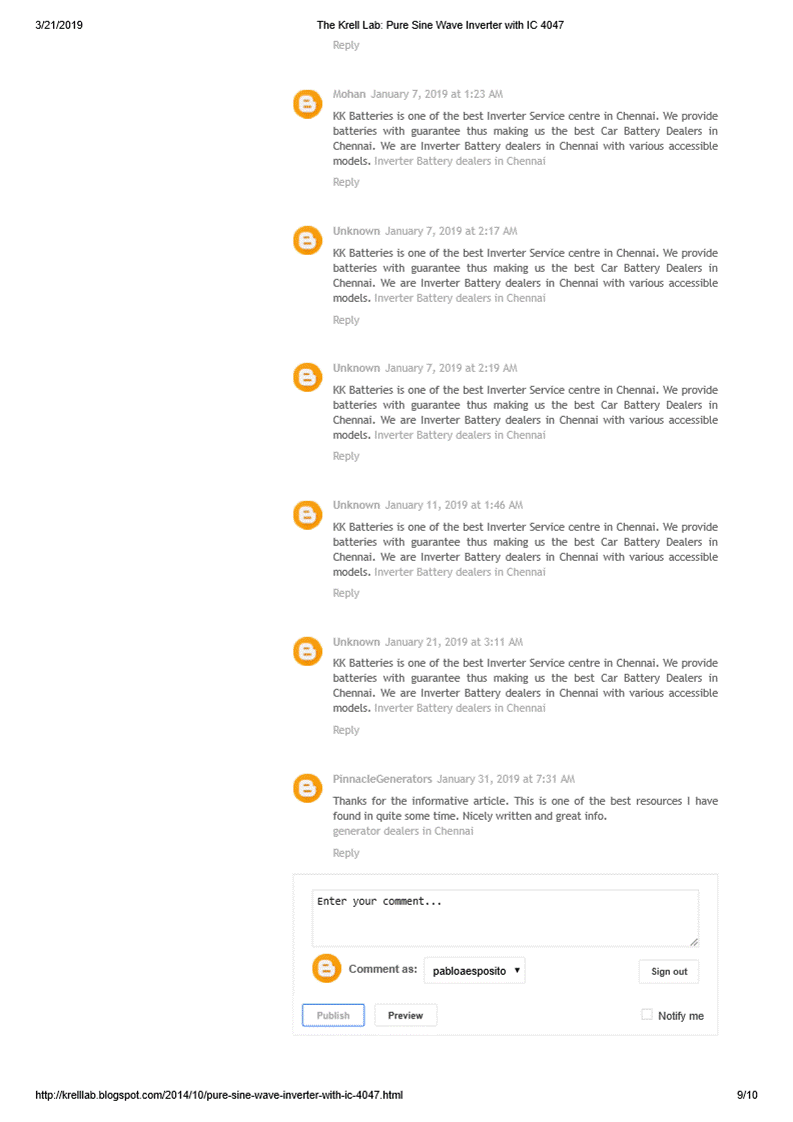 3/21/2019
The Krell Lab: Pure Sine Wave Inverter with IC 4047
Reply
Mohan January 7, 2019 at 1:23 AM
KK Batteries is one of the best Inverter Service centre in Chennai. We provide
batteries with guarantee thus making us the best Car Battery Dealers in
Chennai. We are Inverter Battery dealers in Chennai with various accessible
models. Inverter Battery dealers in Chennai
Reply
Unknown January 7, 2019 at 2:17 AM
KK Batteries is one of the best Inverter Service centre in Chennai. We provide
batteries with guarantee thus making us the best Car Battery Dealers in
Chennai. We are Inverter Battery dealers in Chennai with various accessible
models. Inverter Battery dealers in Chennai
Reply
Unknown January 7, 2019 at 2:19 AM
KK Batteries is one of the best Inverter Service centre in Chennai. We provide
batteries with guarantee thus making us the best Car Battery Dealers in
Chennai. We are Inverter Battery dealers in Chennai with various accessible
models. Inverter Battery dealers in Chennai
Reply
Unknown January 11, 2019 at 1:46 AM
KK Batteries is one of the best Inverter Service centre in Chennai. We provide
batteries with guarantee thus making us the best Car Battery Dealers in
Chennai. We are Inverter Battery dealers in Chennai with various accessible
models. Inverter Battery dealers in Chennai
Reply
Unknown January 21, 2019 at 3:11 AM
KK Batteries is one of the best Inverter Service centre in Chennai. We provide
batteries with guarantee thus making us the best Car Battery Dealers in
Chennai. We are Inverter Battery dealers in Chennai with various accessible
models. Inverter Battery dealers in Chennai
Reply
PinnacleGenerators January 31, 2019 at 7:31 AM
Thanks for the informative article. This is one of the best resources I have
found in quite some time. Nicely written and great info.
generator dealers in Chennai
Reply
Enter your comment...
Comment as: pabloaesposito Sign out
Publish Preview Notify me
http://krelllab.blogspot.com/2014/10/pure-sine-wave-inverter-with-ic-4047.html
9/10